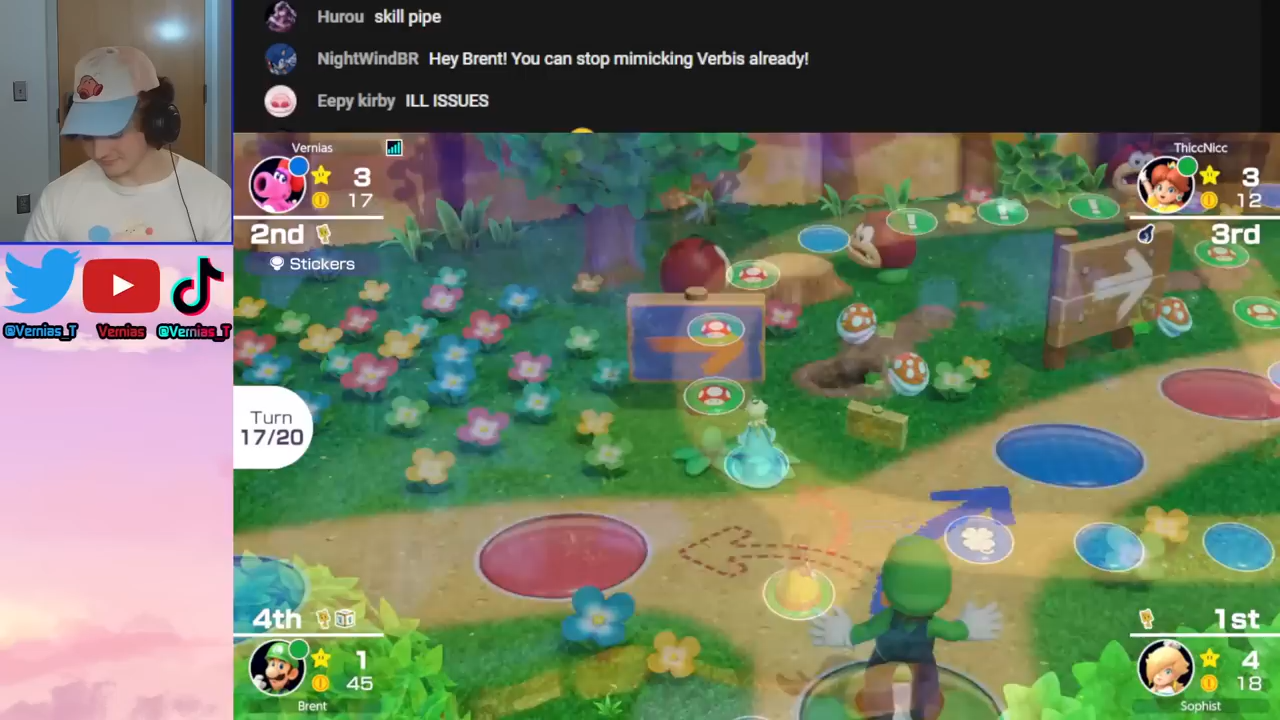 Hurou skill pipe
NightWindBR Hey Brent! You can stop mimicking Verbis already!
Eepy kirby ILL ISSUES
Vernias
3
17
2nd
Stickers
ThiccNicc
3
12
3rd
@Vernias_T Vernias @Vernias_T
Turn
17/20
4th
1
45
Brent
1st
4
18
Sophist